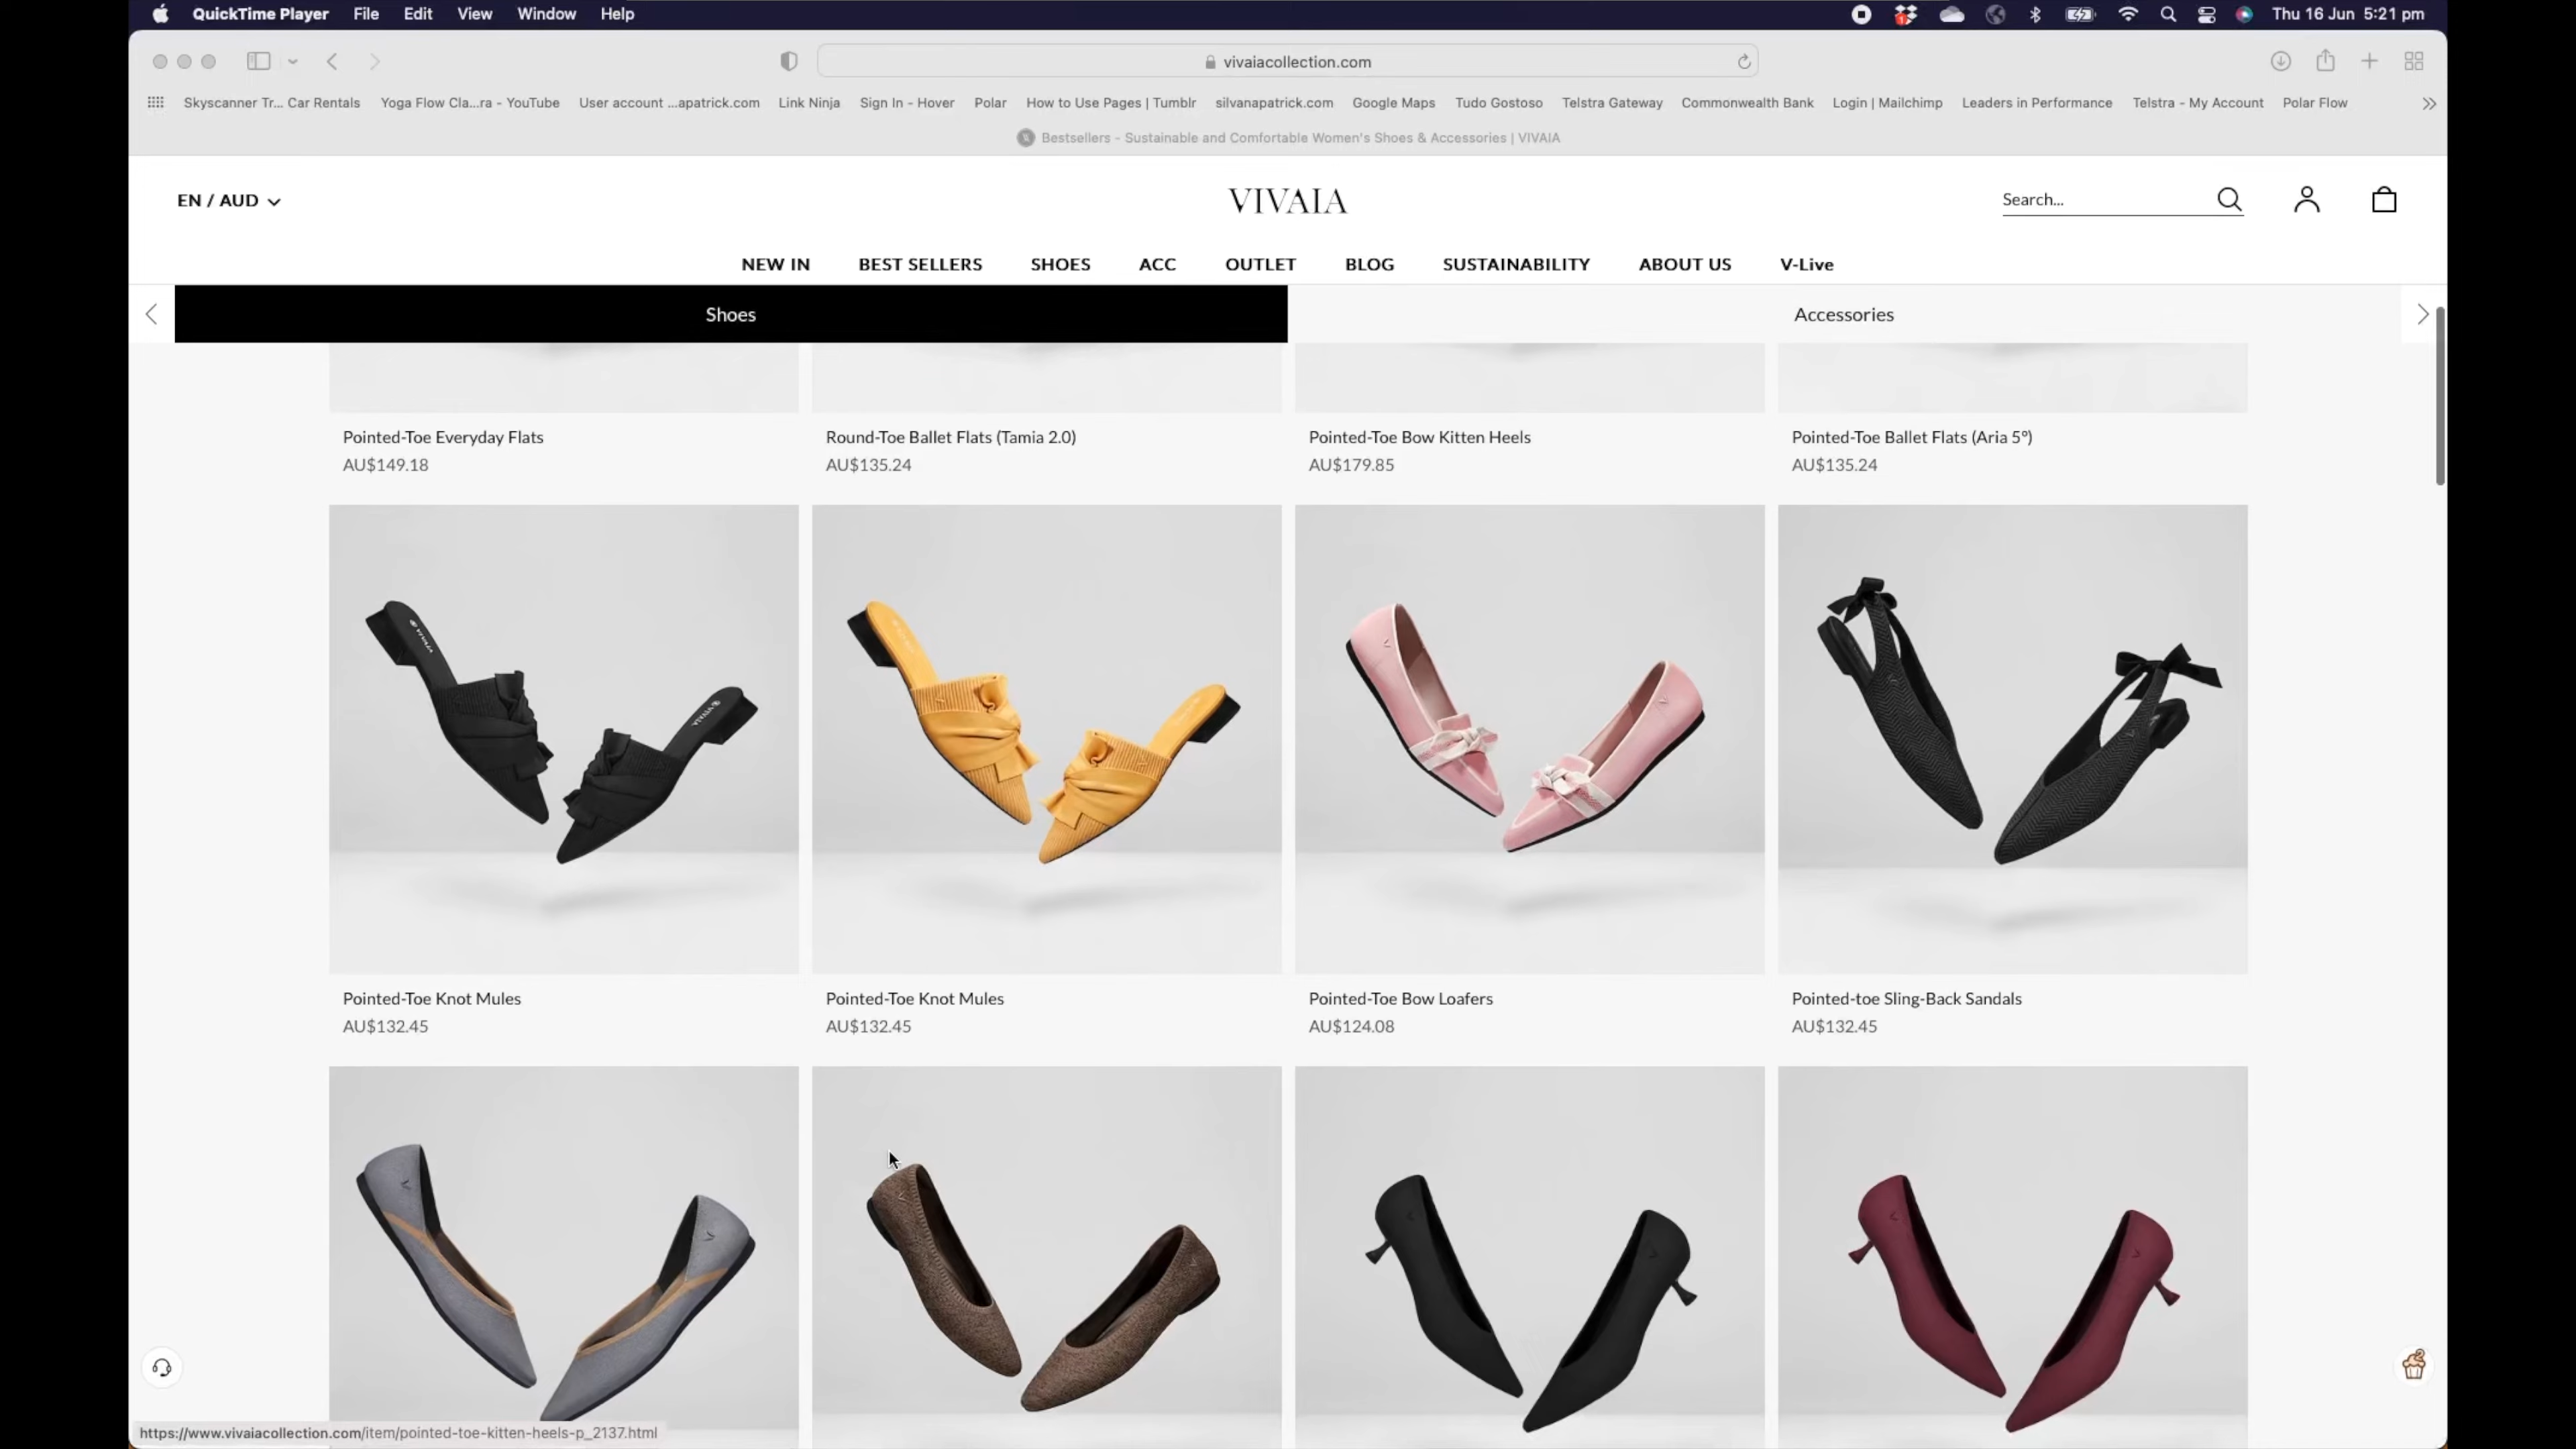 QuickTime Player File Edit View Window Help Thu 16 Jun 5:21 pm
vivaiacollection.com
Skyscanner Tr... Car Rentals Yoga Flow Cla...ra - YouTube User account ...apatrick.com Link Ninja Sign In - Hover Polar How to Use Pages | Tumblr silvanapatrick.com Google Maps Tudo Gostoso Telstra Gateway Commonwealth Bank Login | Mailchimp Leaders in Performance Telstra - My Account Polar Flow
Bestsellers - Sustainable and Comfortable Women's Shoes & Accessories | VIVAIA
EN / AUD VIVAIA Search...
NEW IN BEST SELLERS SHOES ACC OUTLET BLOG SUSTAINABILITY ABOUT US V-Live
Shoes Accessories
Pointed-Toe Everyday Flats Round-Toe Ballet Flats (Tamia 2.0) Pointed-Toe Bow Kitten Heels Pointed-Toe Ballet Flats (Aria 5°)
AU$149.18 AU$135.24 AU$179.85 AU$135.24
VIVAIA
VIVAIA
Pointed-Toe Knot Mules Pointed-Toe Knot Mules Pointed-Toe Bow Loafers Pointed-toe Sling-Back Sandals
AU$132.45 AU$132.45 AU$124.08 AU$132.45
https://www.vivaiacollection.com/item/pointed-toe-kitten-heels-p_2137.html